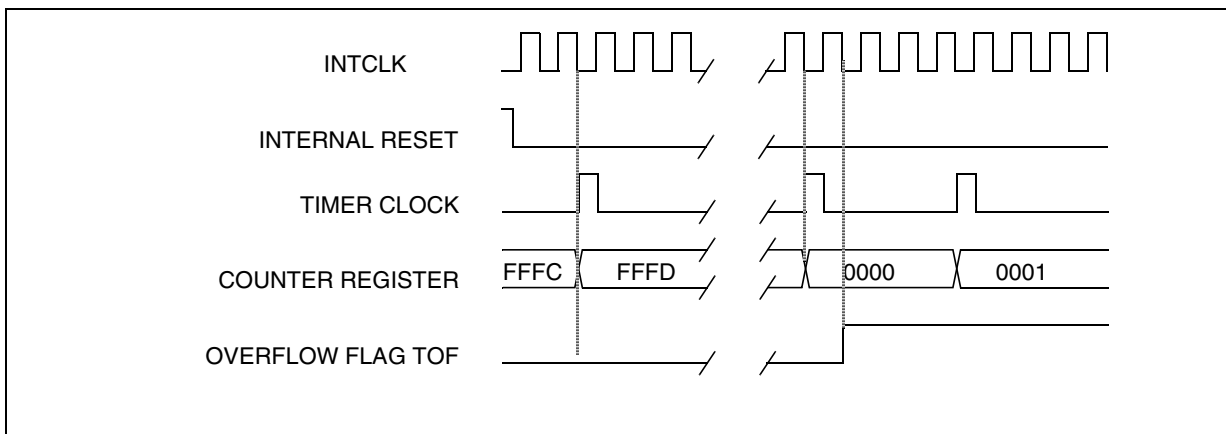 INTCLK
INTERNAL RESET
TIMER CLOCK
COUNTER REGISTER
FFFC
FFFD
0000
0001
OVERFLOW FLAG TOF